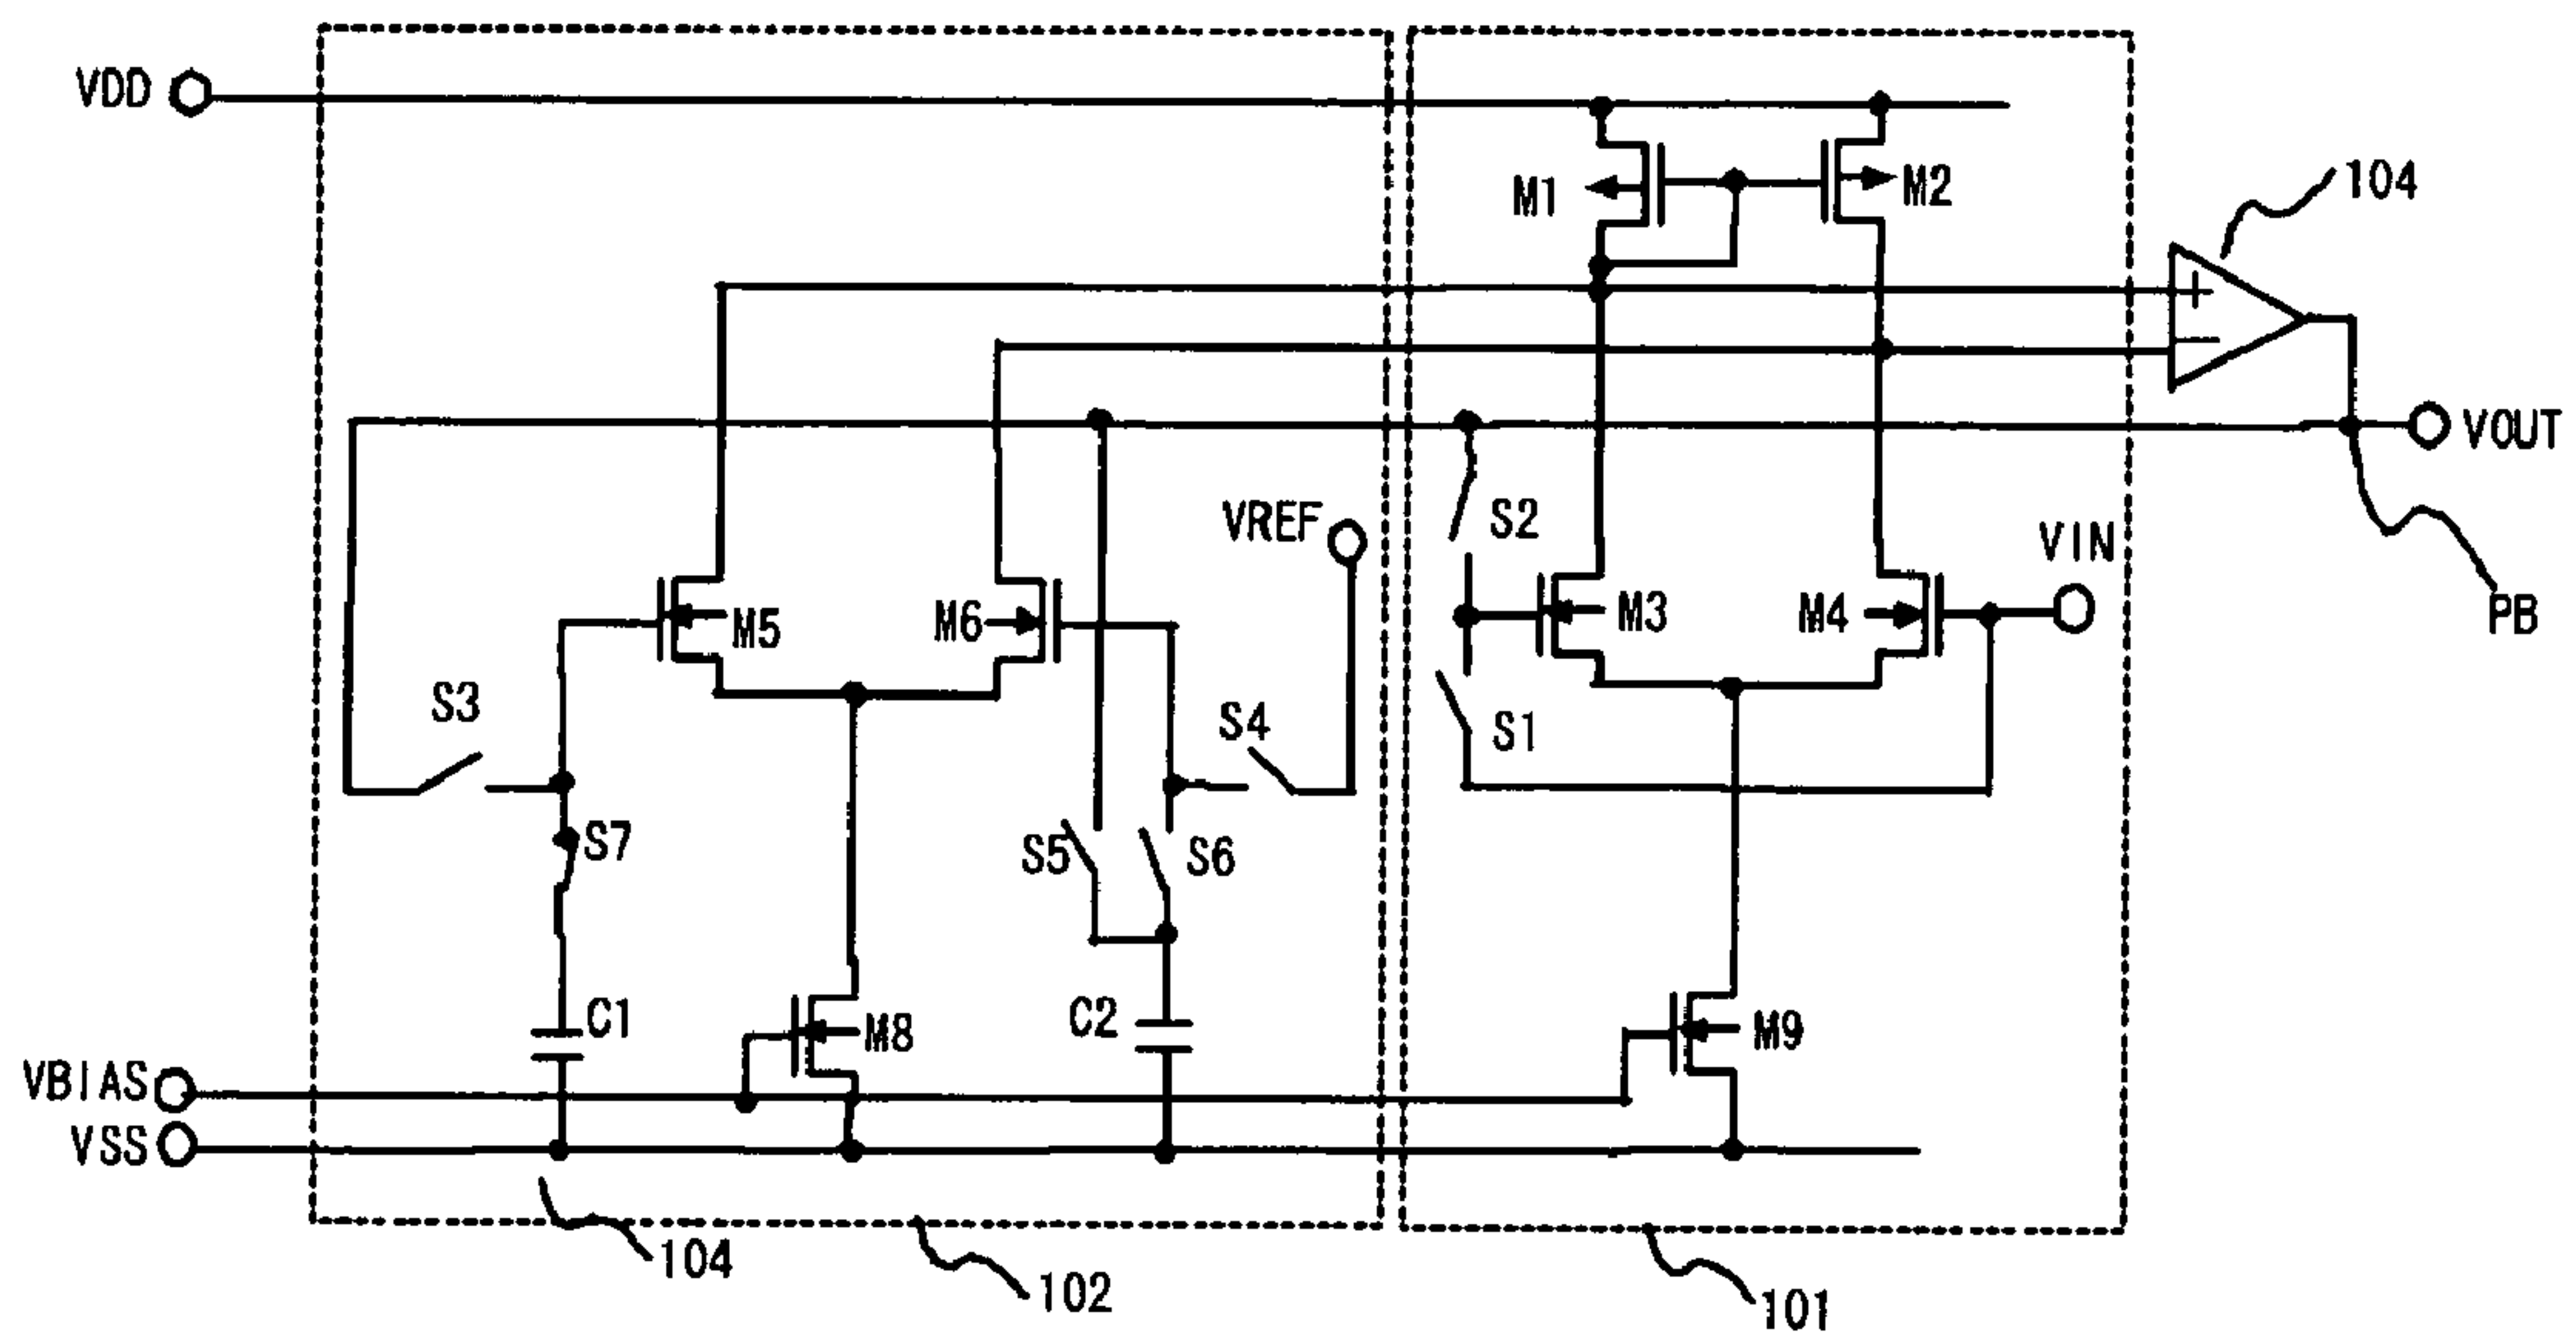 VDD
M1
M2
104
+
−
VOUT
VREF
S2
VIN
M5
M6
M3
M4
PB
S3
S4
S1
S7
S5
S6
C1
M8
C2
M9
VBIAS
VSS
104
102
101